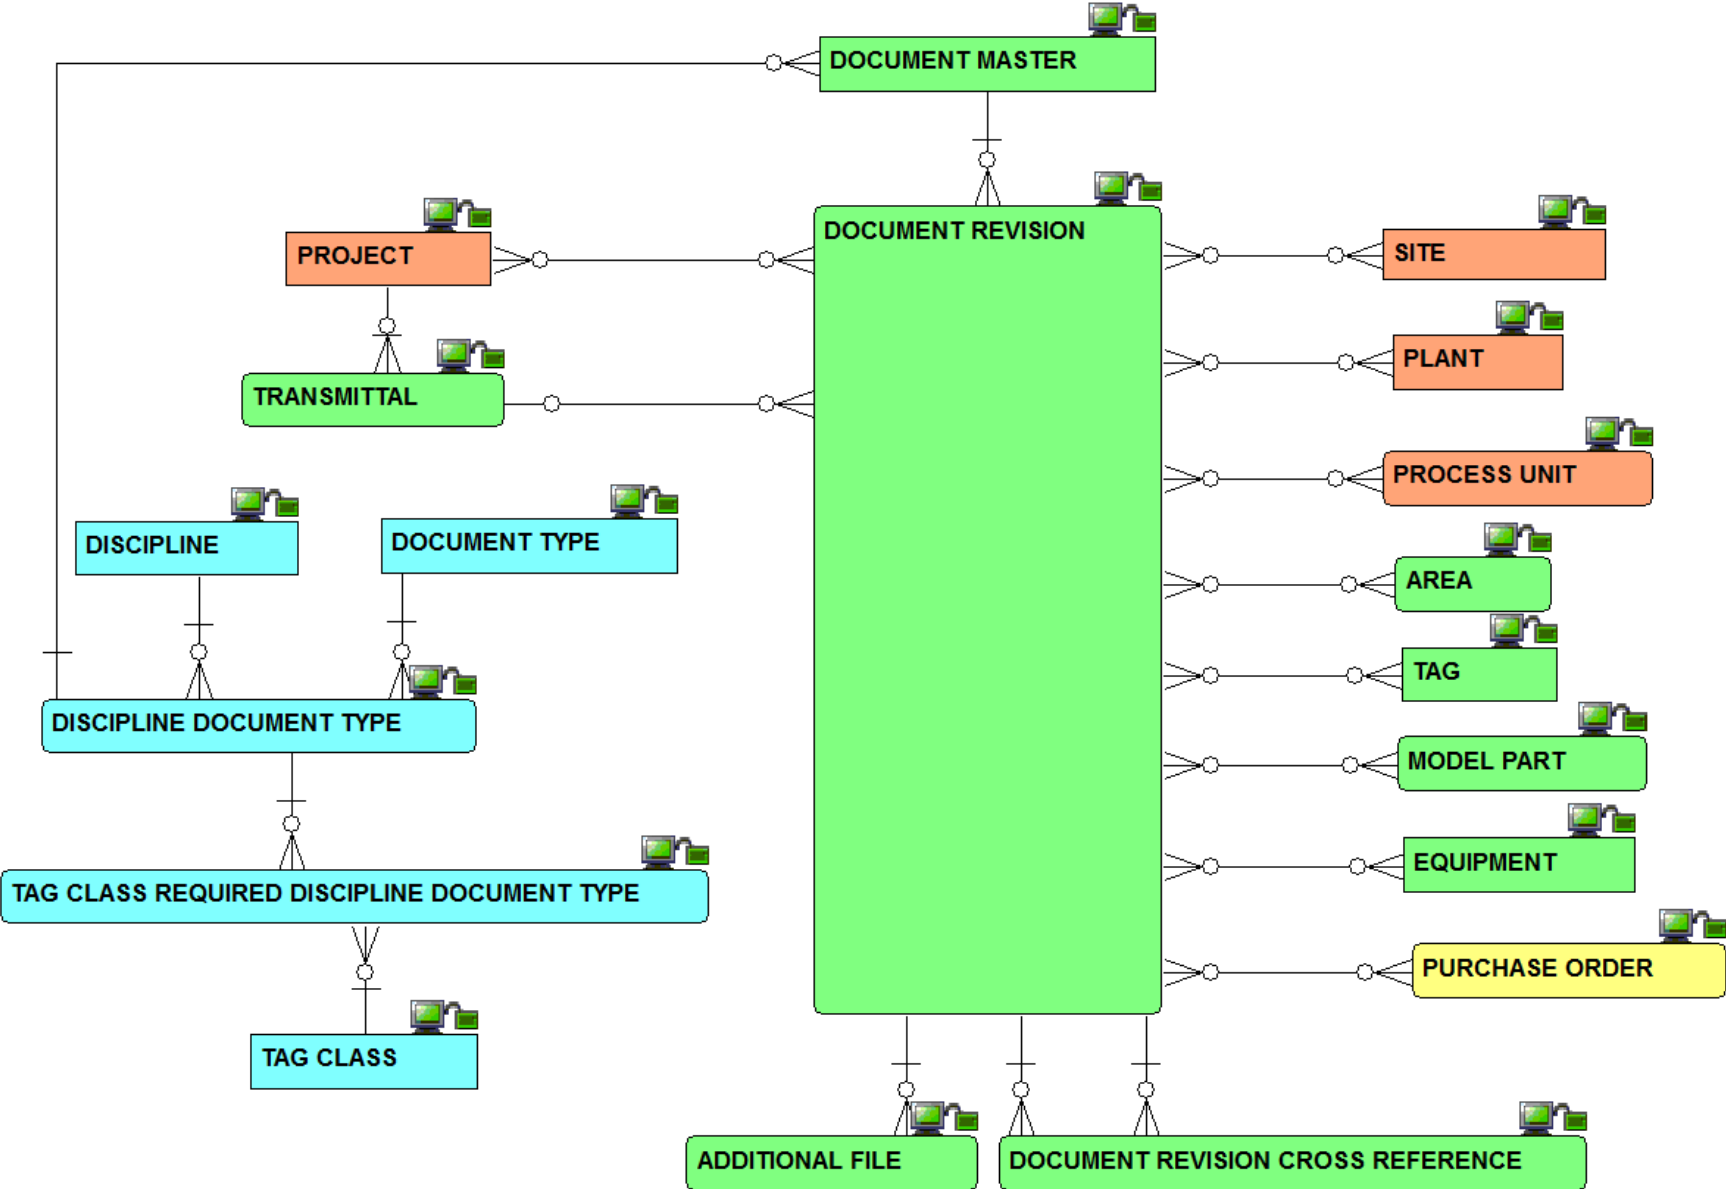 DOCUMENT MASTER
DOCUMENT REVISION
PROJECT
SITE
TRANSMITTAL
PLANT
PROCESS UNIT
DISCIPLINE
DOCUMENT TYPE
AREA
TAG
DISCIPLINE DOCUMENT TYPE
MODEL PART
EQUIPMENT
TAG CLASS REQUIRED DISCIPLINE DOCUMENT TYPE
PURCHASE ORDER
TAG CLASS
ADDITIONAL FILE
DOCUMENT REVISION CROSS REFERENCE